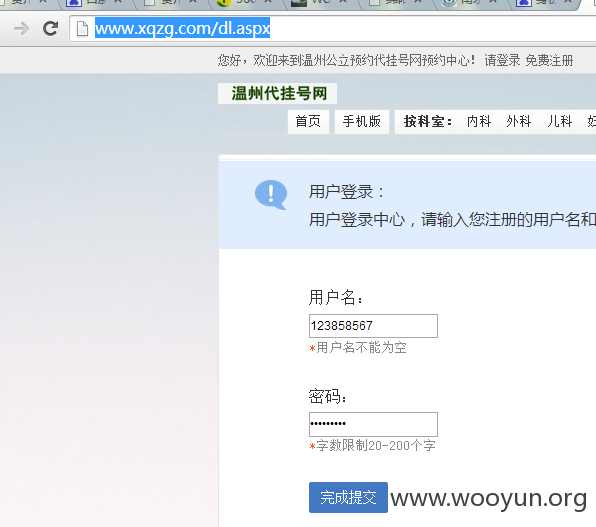 www.xqzg.com/dl.aspx
您好，欢迎来到温州公立预约代挂号网预约中心！ 请登录 免费注册
温州代挂号网
首页 手机版 按科室： 内科 外科 儿科
用户登录：
用户登录中心，请输入您注册的用户名和
用户名：
123858567
*用户名不能为空
密码：
•••••••••
*字数限制20-200个字
完成提交
www.wooyun.org